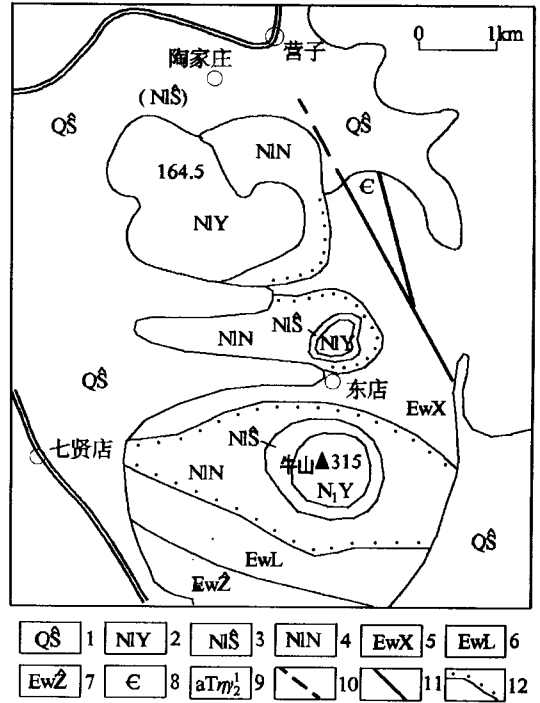 营子
0 1km
陶家庄
(NlŜ)
QŜ
QŜ
NlN
Є
164.5
NlY
NlŜ
NlY
NlN
QŜ
东店
EwX
NlŜ
七贤店
牛山▲315
NlN
N₁Y
QŜ
EwL
EwẐ
QŜ 1 NlY 2 NlŜ 3 NlN 4 EwX 5 EwL 6
EwẐ 7 Є 8 aTηγ₂¹ 9 10 11 12